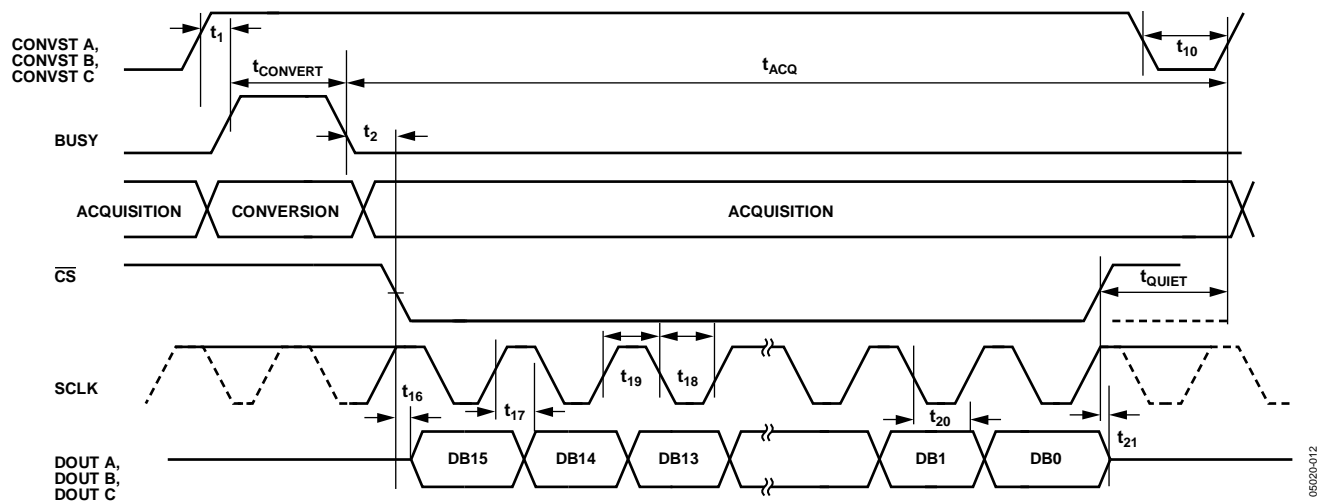 CONVST A,
CONVST B,
CONVST C
t1
tCONVERT
tACQ
t10
BUSY
t2
ACQUISITION
CONVERSION
ACQUISITION
CS
tQUIET
SCLK
t16
t17
t19
t18
t20
t21
DOUT A,
DOUT B,
DOUT C
DB15
DB14
DB13
DB1
DB0
05020-012